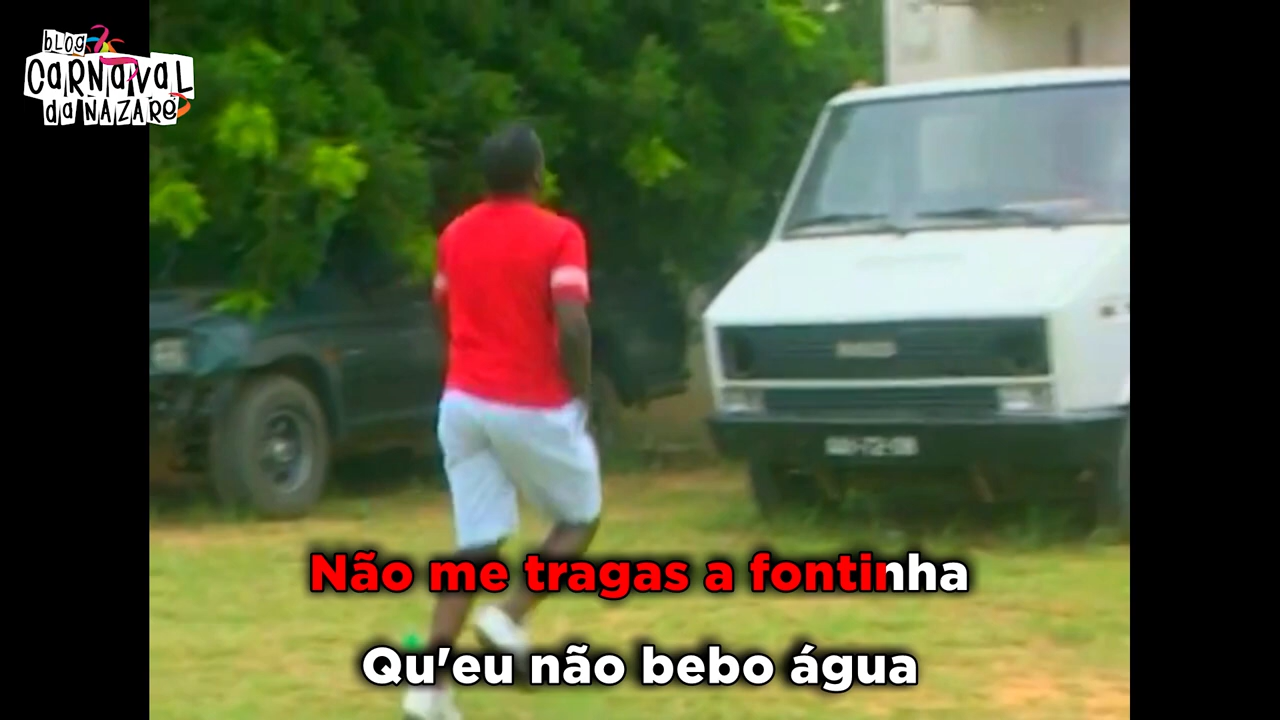 BLOG
CARNAVAL
da NAZARÉ
Não me tragas a fontinha
Qu'eu não bebo água